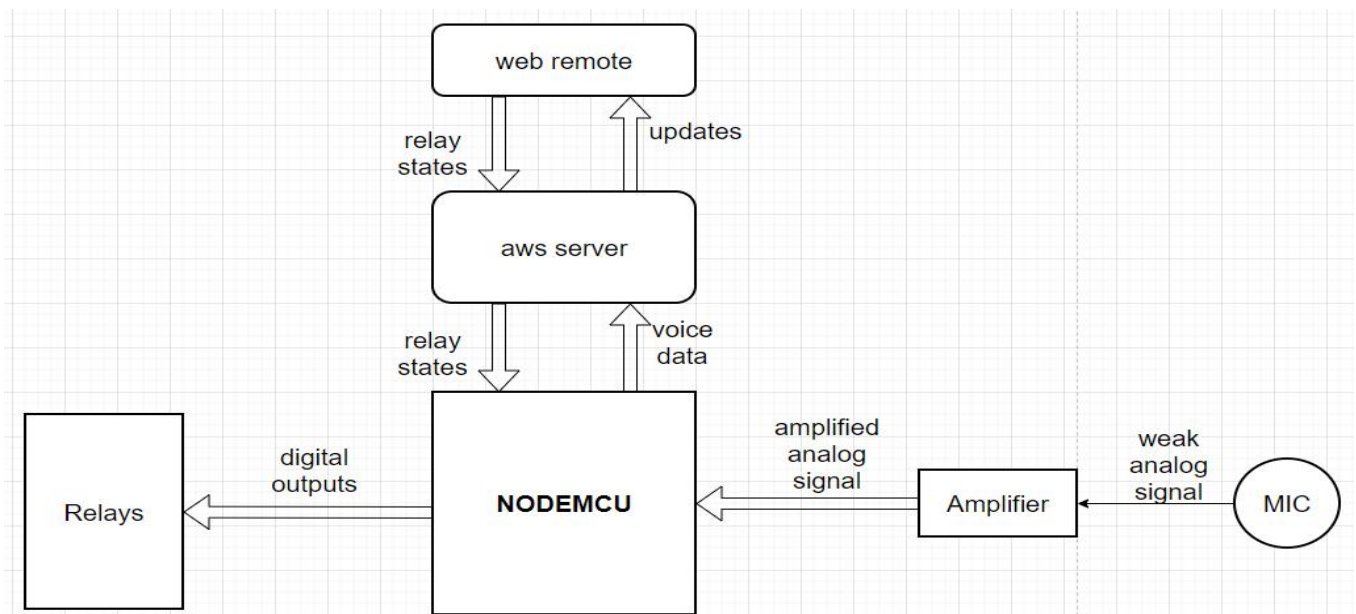 web remote
relay
states
updates
aws server
relay
states
voice
data
Relays
digital
outputs
NODEMCU
amplified
analog
signal
Amplifier
weak
analog
signal
MIC